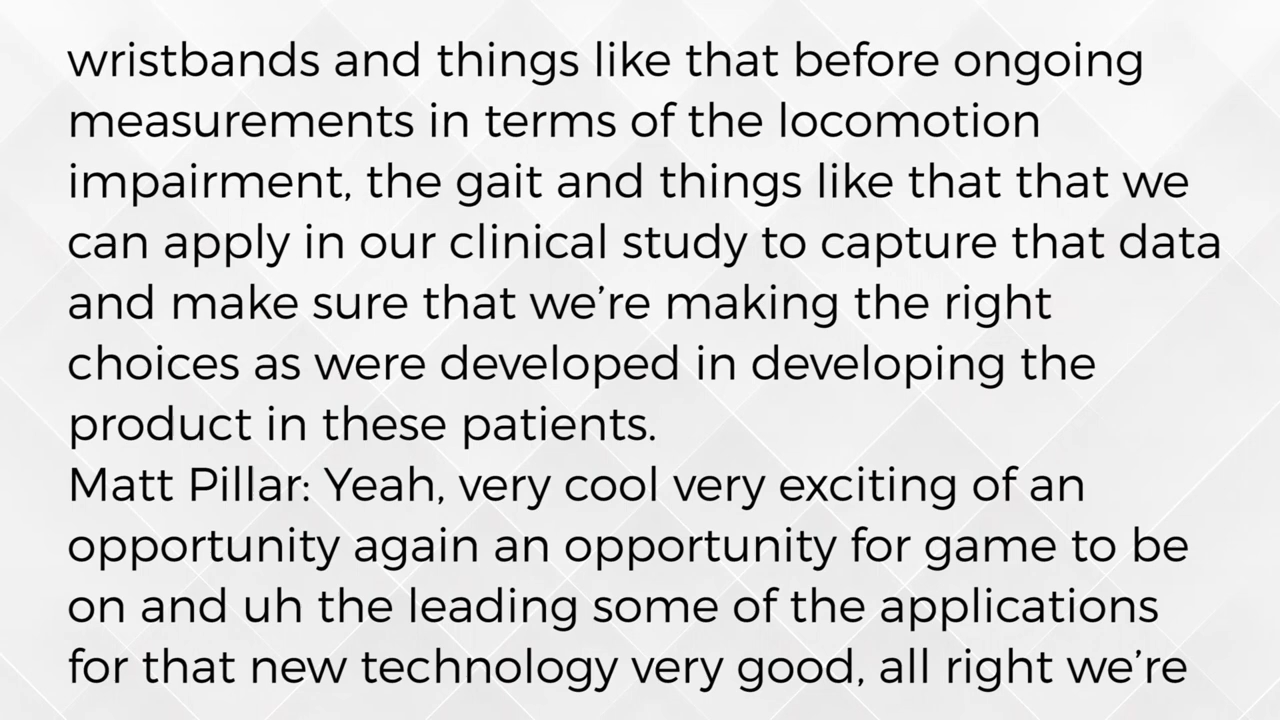 wristbands and things like that before ongoing
measurements in terms of the locomotion
impairment, the gait and things like that that we
can apply in our clinical study to capture that data
and make sure that we’re making the right
choices as were developed in developing the
product in these patients.
Matt Pillar: Yeah, very cool very exciting of an
opportunity again an opportunity for game to be
on and uh the leading some of the applications
for that new technology very good, all right we’re